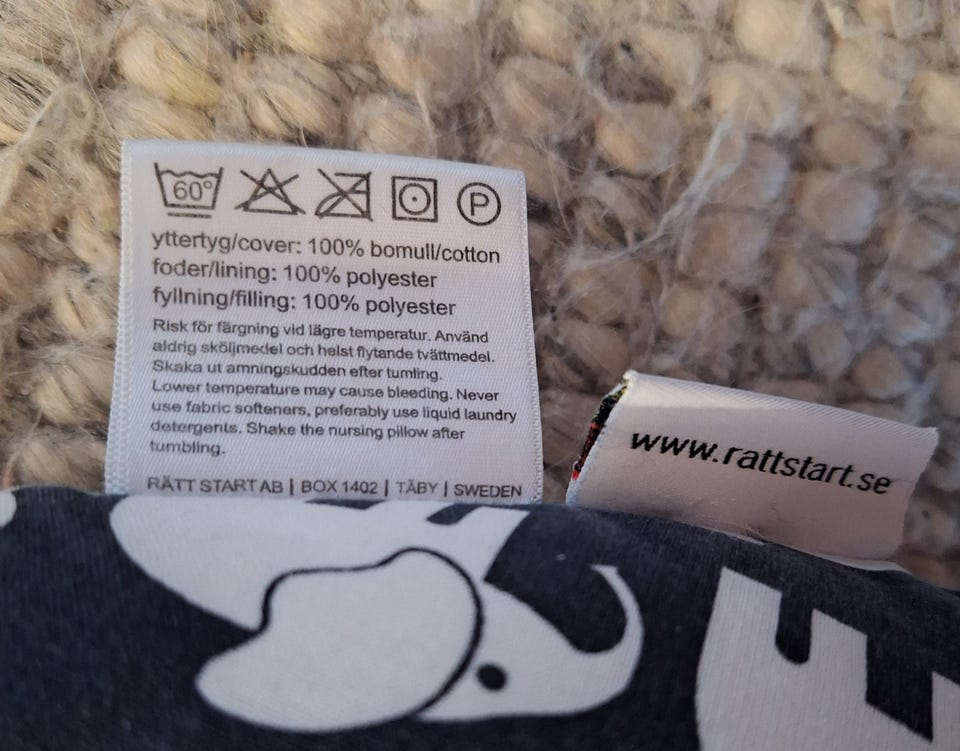 60°
P
yttertyg/cover: 100% bomull/cotton
foder/lining: 100% polyester
fyllning/filling: 100% polyester
Risk för färgning vid lägre temperatur. Använd
aldrig sköljmedel och helst flytande tvättmedel.
Skaka ut amningskudden efter tumling.
Lower temperature may cause bleeding. Never
use fabric softeners, preferably use liquid laundry
detergents. Shake the nursing pillow after
tumbling.
RÄTT START AB | BOX 1402 | TÄBY | SWEDEN
www.rattstart.se